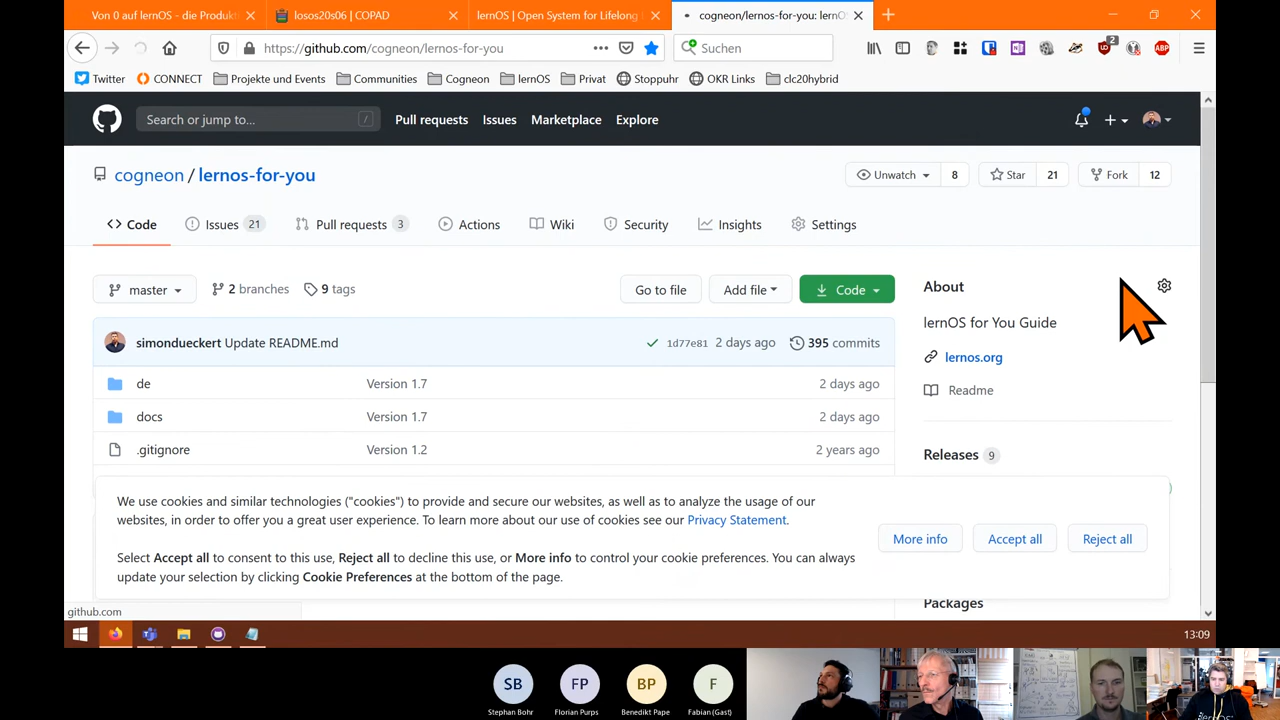 Von 0 auf lernOS - die Produkti
losos20s06 | COPAD
lernOS | Open System for Lifelong
cogneon/lernos-for-you: lernO
https://github.com/cogneon/lernos-for-you
Suchen
2
ABP
Twitter
CONNECT
Projekte und Events
Communities
Cogneon
lernOS
Privat
Stoppuhr
OKR Links
clc20hybrid
Search or jump to...
/
Pull requests
Issues
Marketplace
Explore
cogneon / lernos-for-you
Unwatch
8
Star
21
Fork
12
Code
Issues 21
Pull requests 3
Actions
Wiki
Security
Insights
Settings
master
2 branches
9 tags
Go to file
Add file
Code
About
lernOS for You Guide
lernos.org
Readme
simondueckert Update README.md
1d77e81 2 days ago
395 commits
de
Version 1.7
2 days ago
docs
Version 1.7
2 days ago
.gitignore
Version 1.2
2 years ago
Releases 9
We use cookies and similar technologies ("cookies") to provide and secure our websites, as well as to analyze the usage of our
websites, in order to offer you a great user experience. To learn more about our use of cookies see our Privacy Statement.
Select Accept all to consent to this use, Reject all to decline this use, or More info to control your cookie preferences. You can always
update your selection by clicking Cookie Preferences at the bottom of the page.
More info
Accept all
Reject all
Packages
github.com
13:09
SB
Stephan Bohr
FP
Florian Purps
BP
Benedikt Pape
F
Fabian (Gast)